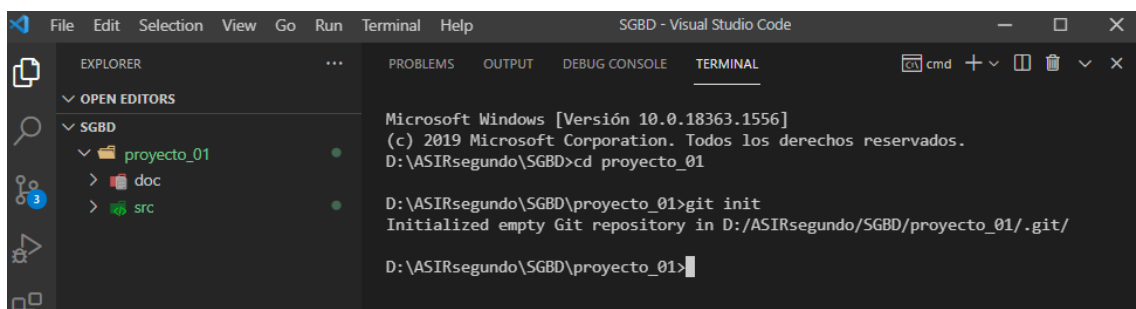 File Edit Selection View Go Run Terminal Help SGBD - Visual Studio Code
EXPLORER
OPEN EDITORS
SGBD
proyecto_01
doc
src
3
PROBLEMS OUTPUT DEBUG CONSOLE TERMINAL cmd
Microsoft Windows [Versión 10.0.18363.1556]
(c) 2019 Microsoft Corporation. Todos los derechos reservados.
D:\ASIRsegundo\SGBD>cd proyecto_01
D:\ASIRsegundo\SGBD\proyecto_01>git init
Initialized empty Git repository in D:/ASIRsegundo/SGBD/proyecto_01/.git/
D:\ASIRsegundo\SGBD\proyecto_01>